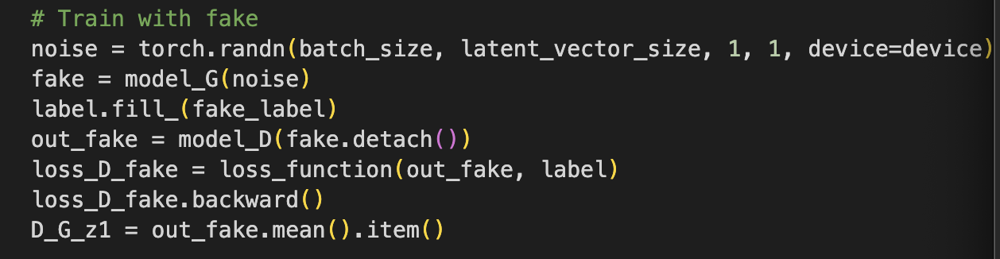 # Train with fake
noise = torch.randn(batch_size, latent_vector_size, 1, 1, device=device)
fake = model_G(noise)
label.fill_(fake_label)
out_fake = model_D(fake.detach())
loss_D_fake = loss_function(out_fake, label)
loss_D_fake.backward()
D_G_z1 = out_fake.mean().item()